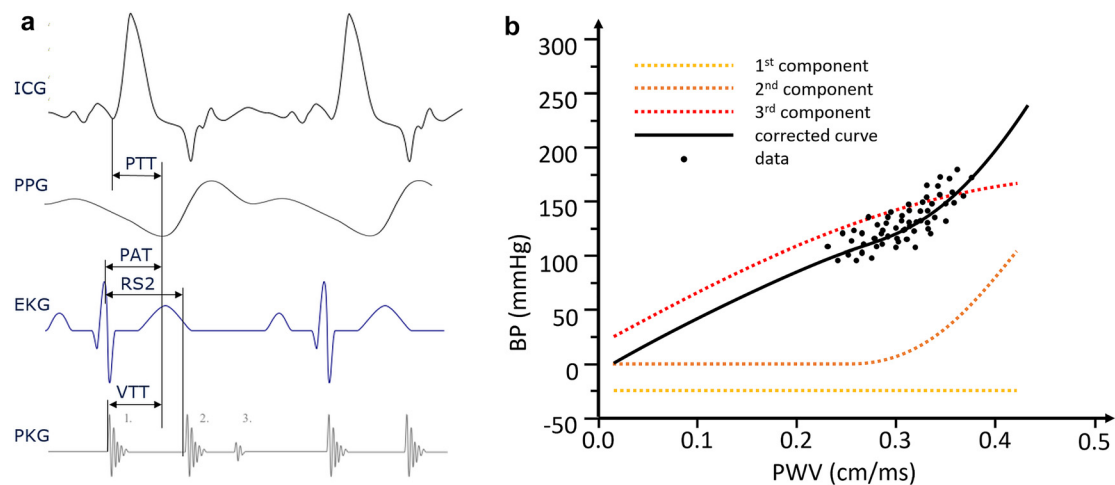 a
ICG
PTT
PPG
PAT
RS2
EKG
VTT
1.
2.
3.
PKG
b
300
250
200
150
100
50
0
-50
BP (mmHg)
1st component
2nd component
3rd component
corrected curve
data
0.0 0.1 0.2 0.3 0.4 0.5
PWV (cm/ms)